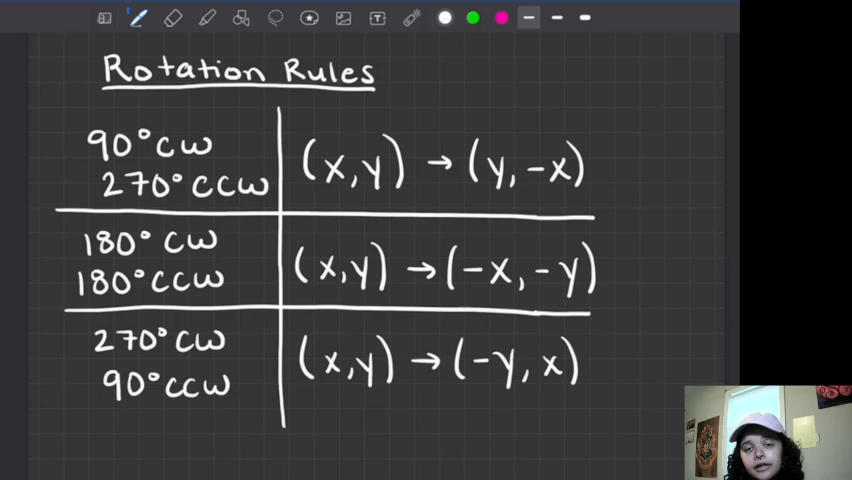 Rotation Rules
90° CW
270° CCW
(x,y) → (y, -x)
180° CW
180° CCW
(x,y) → (-x, -y)
270° CW
90° CCW
(x,y) → (-y, x)